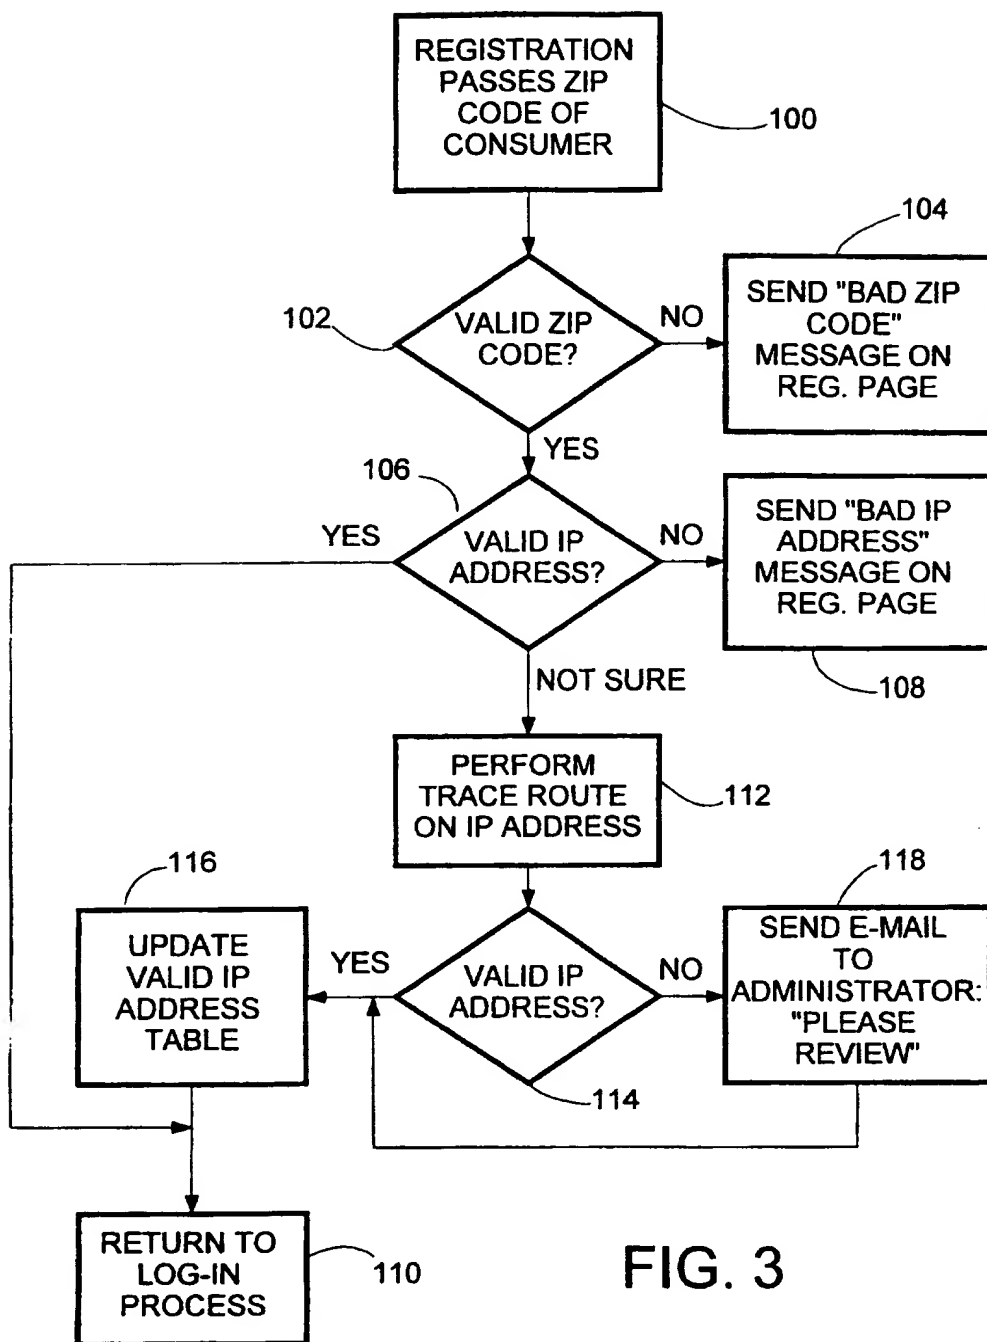 REGISTRATION
PASSES ZIP
CODE OF
CONSUMER
100
104
102
VALID ZIP
CODE?
NO
SEND "BAD ZIP
CODE"
MESSAGE ON
REG. PAGE
YES
106
YES
VALID IP
ADDRESS?
NO
SEND "BAD IP
ADDRESS"
MESSAGE ON
REG. PAGE
108
NOT SURE
PERFORM
TRACE ROUTE
ON IP ADDRESS
112
116
118
UPDATE
VALID IP
ADDRESS
TABLE
YES
VALID IP
ADDRESS?
NO
SEND E-MAIL
TO
ADMINISTRATOR:
"PLEASE
REVIEW"
114
RETURN TO
LOG-IN
PROCESS
110
FIG. 3